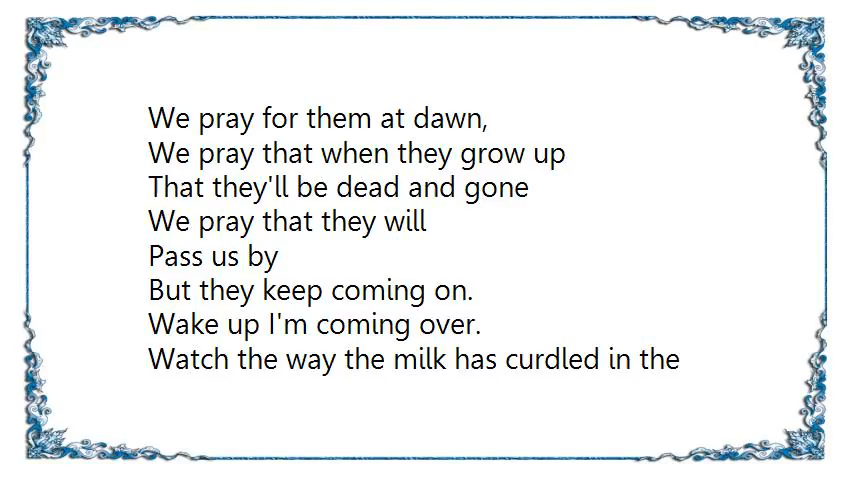 We pray for them at dawn,
We pray that when they grow up
That they'll be dead and gone
We pray that they will
Pass us by
But they keep coming on.
Wake up I'm coming over.
Watch the way the milk has curdled in the